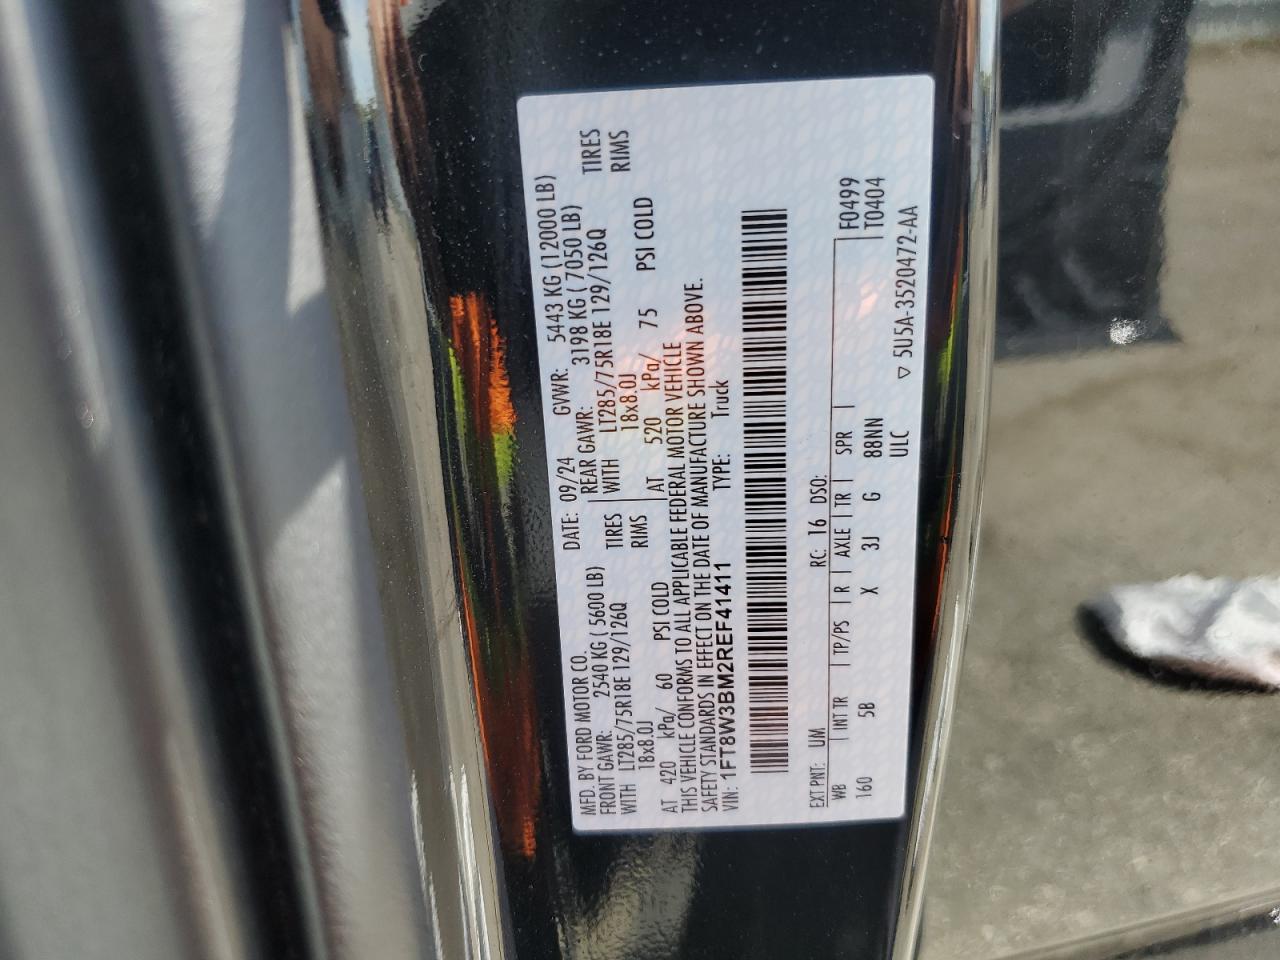 MFD. BY FORD MOTOR CO. DATE: 09/24 GVWR: 5443 KG (12000 LB)
FRONT GAWR: 2540 KG ( 5600 LB) REAR GAWR: 3198 KG ( 7050 LB)
WITH LT285/75R18E 129/126Q TIRES WITH LT285/75R18E 129/126Q TIRES
18x8.0J RIMS 18x8.0J RIMS
AT 420 kPa/ 60 PSI COLD AT 520 kPa/ 75 PSI COLD
THIS VEHICLE CONFORMS TO ALL APPLICABLE FEDERAL MOTOR VEHICLE
SAFETY STANDARDS IN EFFECT ON THE DATE OF MANUFACTURE SHOWN ABOVE.
VIN: 1FT8W3BM2REF41411 TYPE: Truck
EXT PNT: UM RC: 16 DSO:
WB | INT TR | TP/PS | R | AXLE | TR | SPR | F0499
160 5B X 3J G 88NN T0404
ULC
▽ 5U5A-3520472-AA